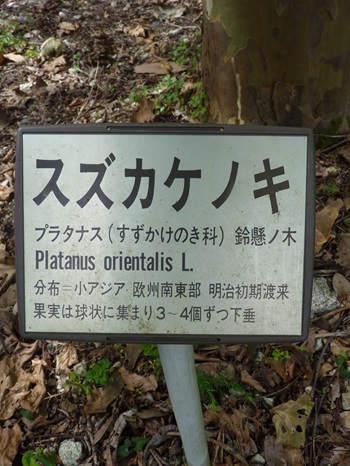 スズカケノキ
プラタナス(すずかけのき科) 鈴懸ノ木
Platanus orientalis L.
分布＝小アジア 欧州南東部 明治初期渡来
果実は球状に集まり3～4個ずつ下垂